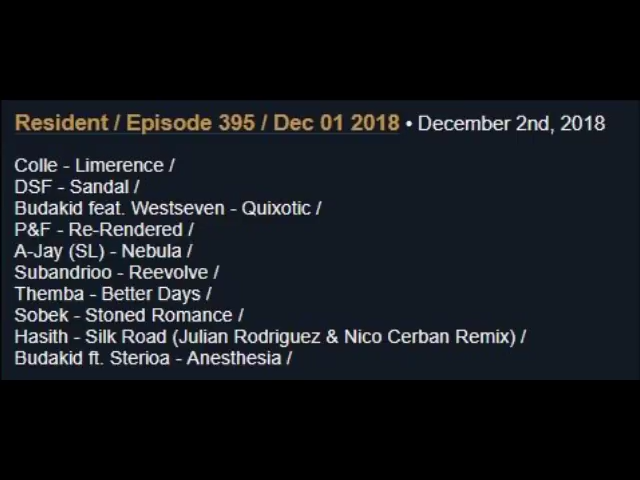 Resident / Episode 395 / Dec 01 2018 • December 2nd, 2018
Colle - Limerence /
DSF - Sandal /
Budakid feat. Westseven - Quixotic /
P&F - Re-Rendered /
A-Jay (SL) - Nebula /
Subandrioo - Reevolve /
Themba - Better Days /
Sobek - Stoned Romance /
Hasith - Silk Road (Julian Rodriguez & Nico Cerban Remix) /
Budakid ft. Sterioa - Anesthesia /